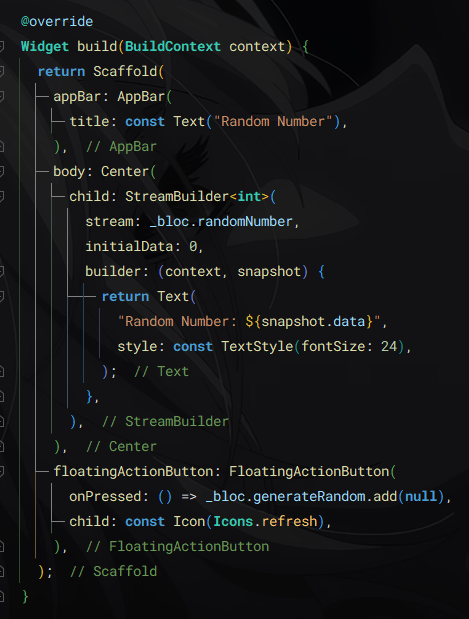 @override
Widget build(BuildContext context) {
return Scaffold(
appBar: AppBar(
title: const Text("Random Number"),
), // AppBar
body: Center(
child: StreamBuilder<int>(
stream: _bloc.randomNumber,
initialData: 0,
builder: (context, snapshot) {
return Text(
"Random Number: ${snapshot.data}",
style: const TextStyle(fontSize: 24),
); // Text
},
), // StreamBuilder
), // Center
floatingActionButton: FloatingActionButton(
onPressed: () => _bloc.generateRandom.add(null),
child: const Icon(Icons.refresh),
), // FloatingActionButton
); // Scaffold
}